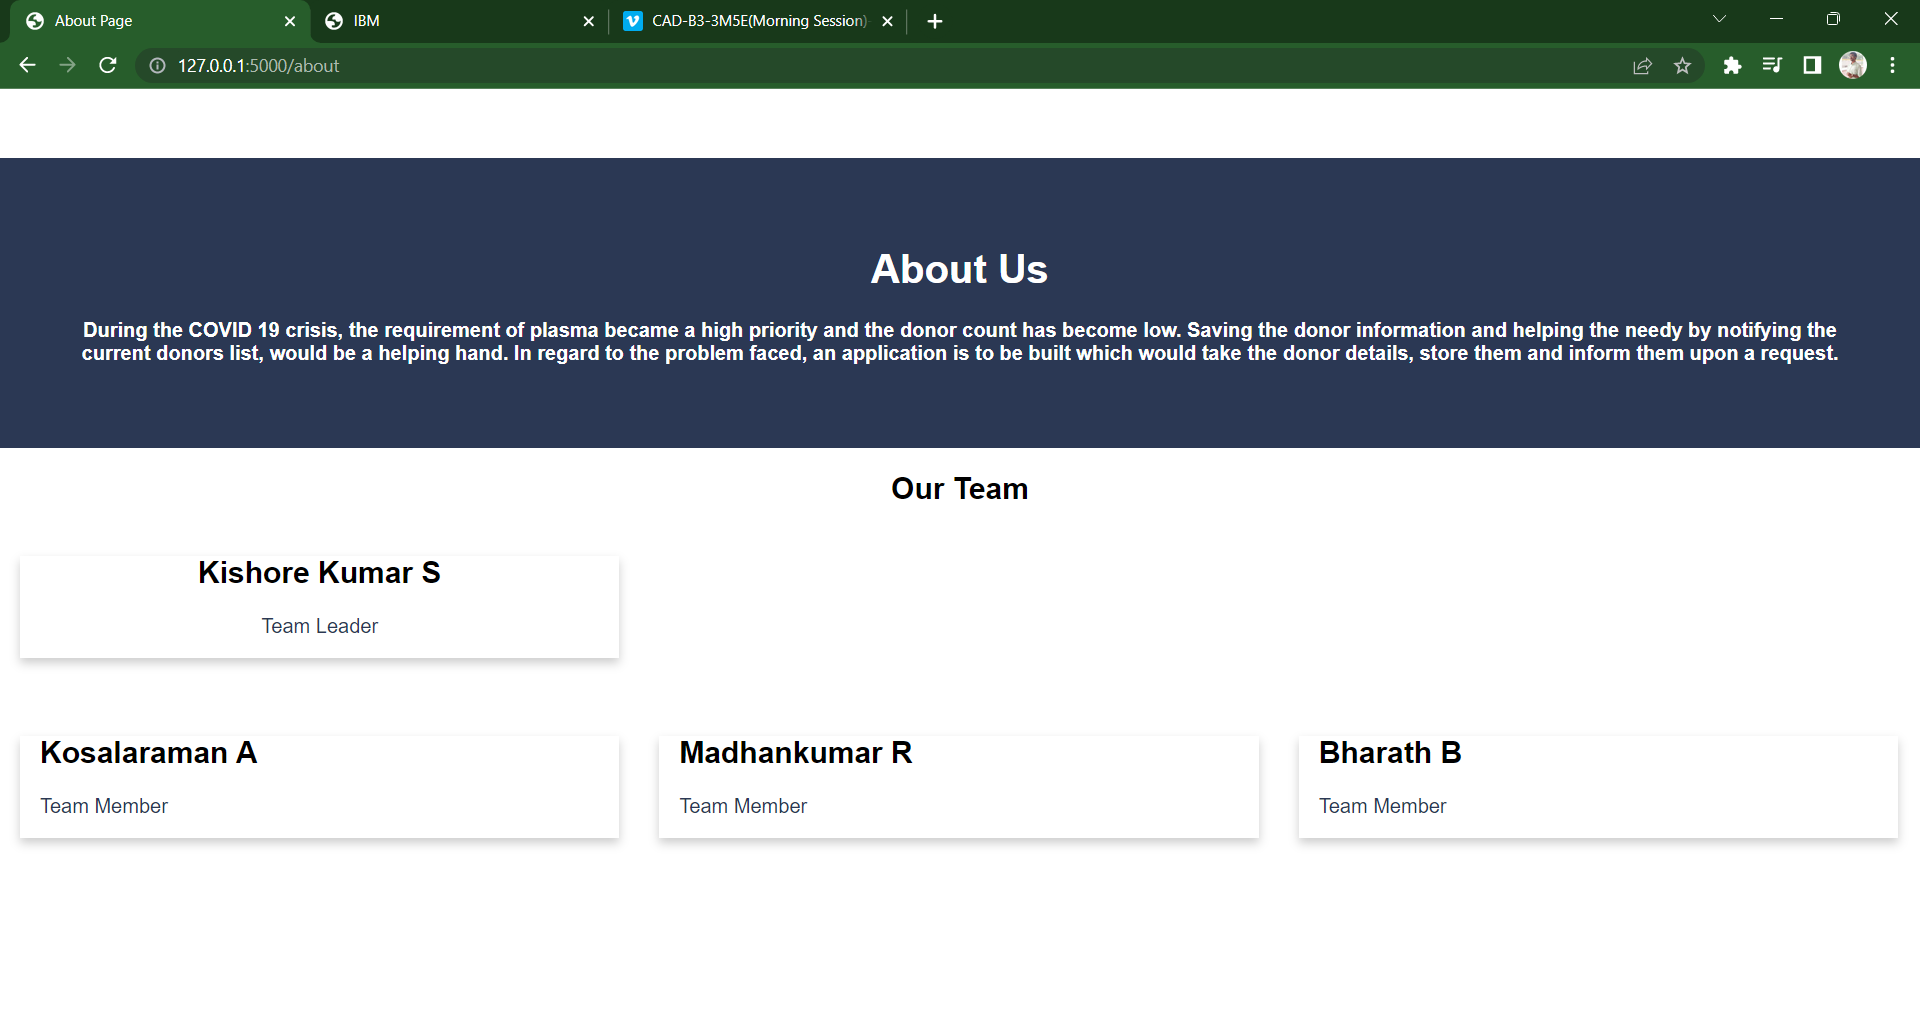 About Page
IBM
CAD-B3-3M5E(Morning Session)
127.0.0.1:5000/about
About Us
During the COVID 19 crisis, the requirement of plasma became a high priority and the donor count has become low. Saving the donor information and helping the needy by notifying the
current donors list, would be a helping hand. In regard to the problem faced, an application is to be built which would take the donor details, store them and inform them upon a request.
Our Team
Kishore Kumar S
Team Leader
Kosalaraman A
Team Member
Madhankumar R
Team Member
Bharath B
Team Member